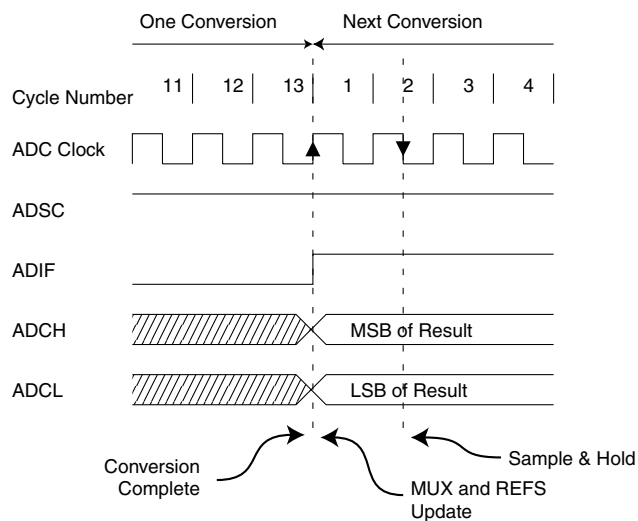 One Conversion Next Conversion
Cycle Number 11 12 13 1 2 3 4
ADC Clock
ADSC
ADIF
ADCH MSB of Result
ADCL LSB of Result
Conversion Complete
MUX and REFS Update
Sample & Hold